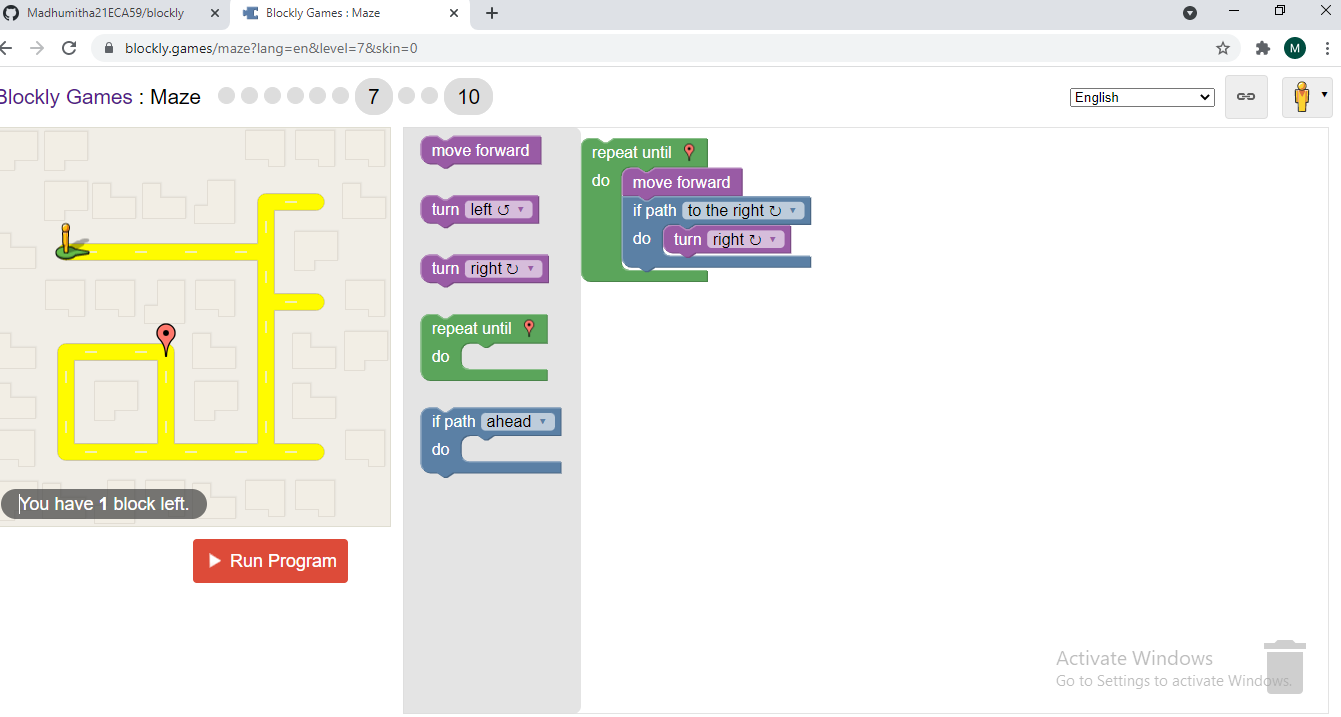 Madhumitha21ECA59/blockly
Blockly Games : Maze
blockly.games/maze?lang=en&level=7&skin=0
M
Blockly Games : Maze
7
10
English
move forward
turn left ↺ ▾
turn right ↻ ▾
repeat until
do
if path ahead ▾
do
repeat until
do
move forward
if path to the right ↻ ▾
do
turn right ↻ ▾
You have 1 block left.
Run Program
Activate Windows
Go to Settings to activate Windows.